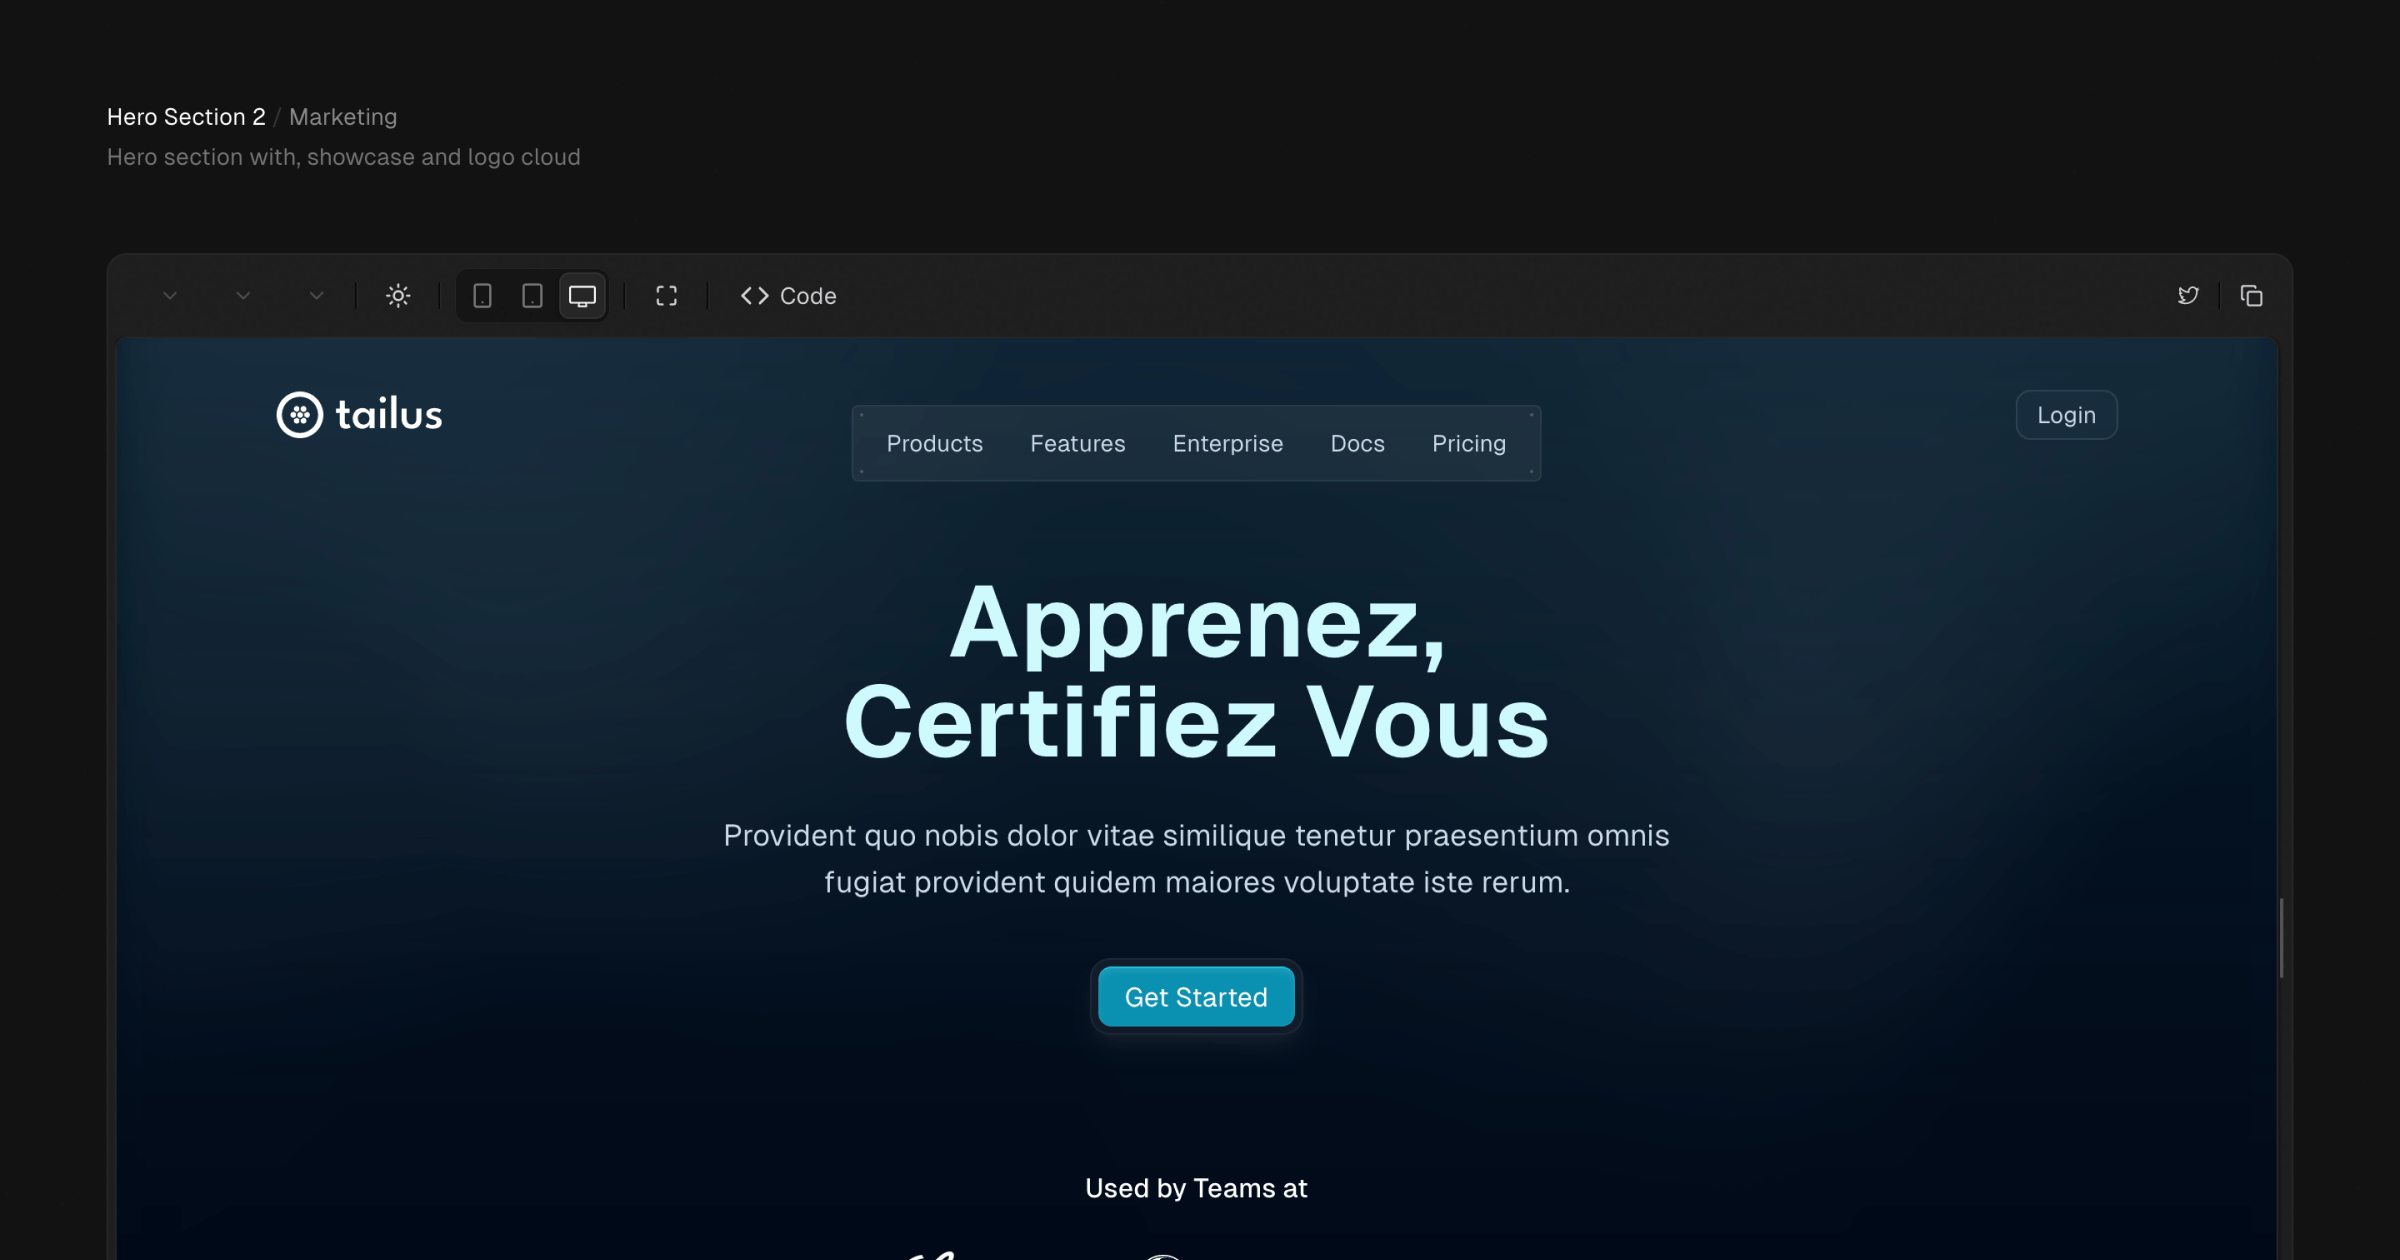 Hero Section 2 / Marketing
Hero section with, showcase and logo cloud
Code
tailus
Products Features Enterprise Docs Pricing
Login
Apprenez,
Certifiez Vous
Provident quo nobis dolor vitae similique tenetur praesentium omnis
fugiat provident quidem maiores voluptate iste rerum.
Get Started
Used by Teams at